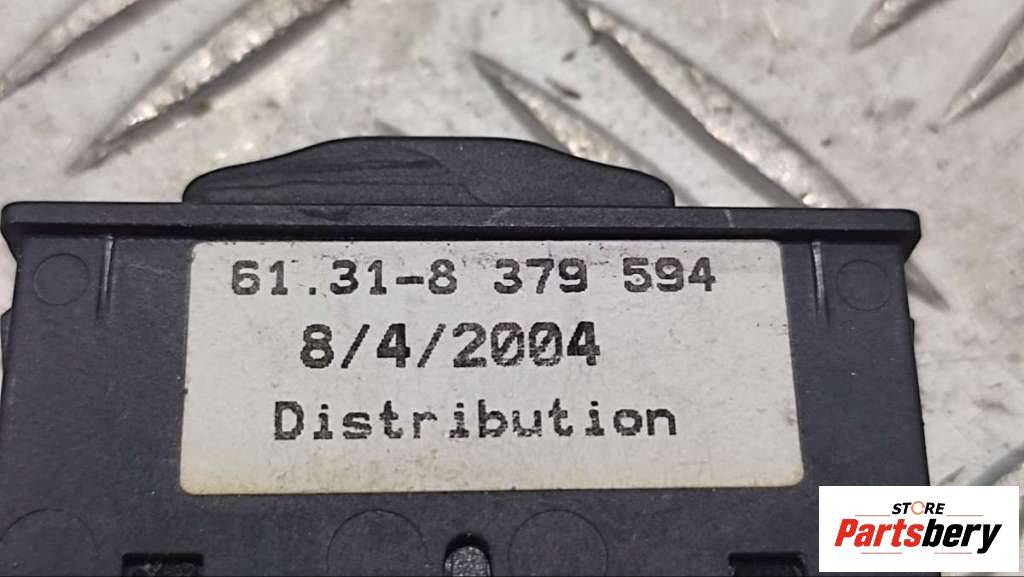 61.31-8 379 594
8/4/2004
Distribution
STORE
Partsbery